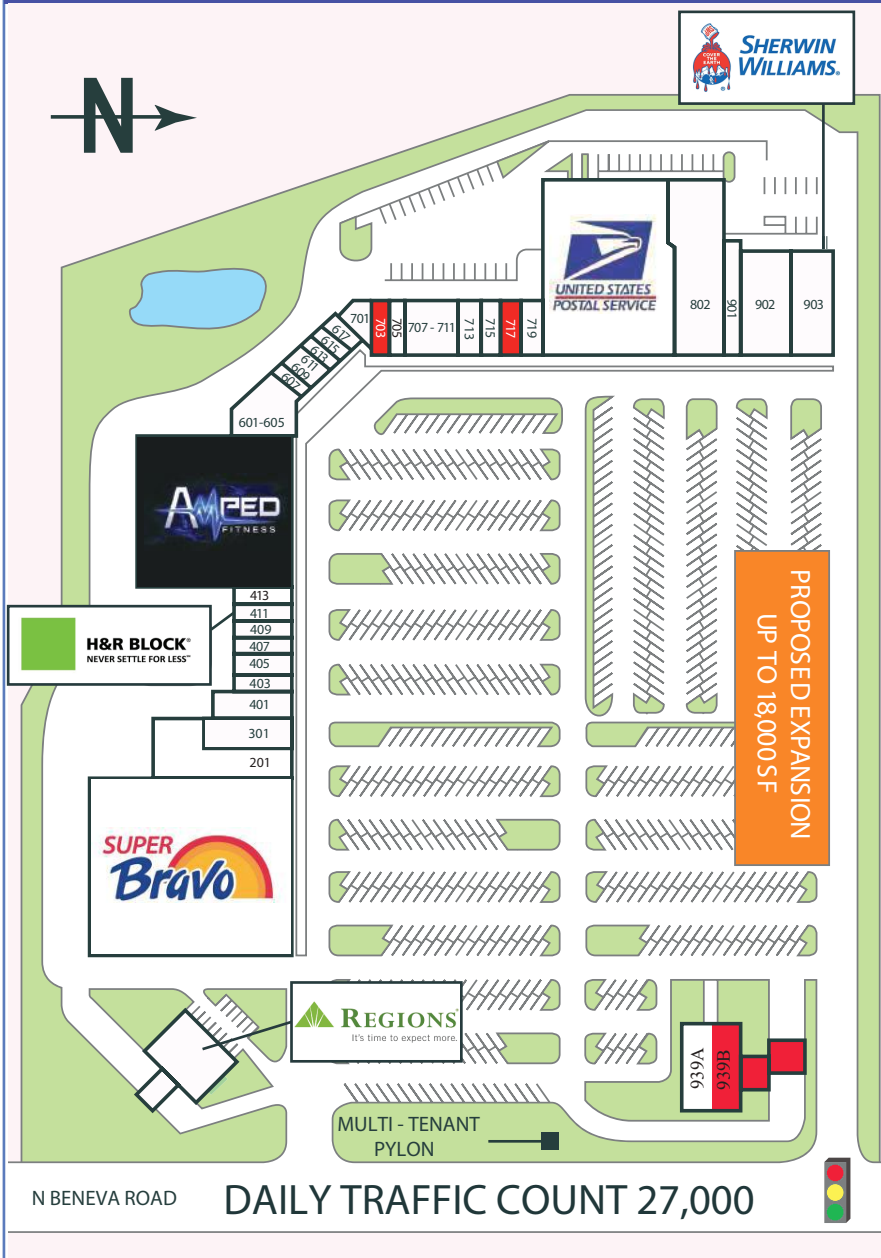 SHERWIN
WILLIAMS®
COVER
THE
EARTH
N
UNITED STATES
POSTAL SERVICE
802
901
902
903
701
703
705
707 - 711
713
715
717
719
617
615
613
611
609
607
601-605
AMPED
FITNESS
413
411
409
407
405
403
401
301
201
H&R BLOCK®
NEVER SETTLE FOR LESS™
PROPOSED EXPANSION
UP TO 18,000 SF
SUPER
Bravo
REGIONS
It's time to expect more.
939A
939B
MULTI - TENANT
PYLON
N BENEVA ROAD
DAILY TRAFFIC COUNT 27,000